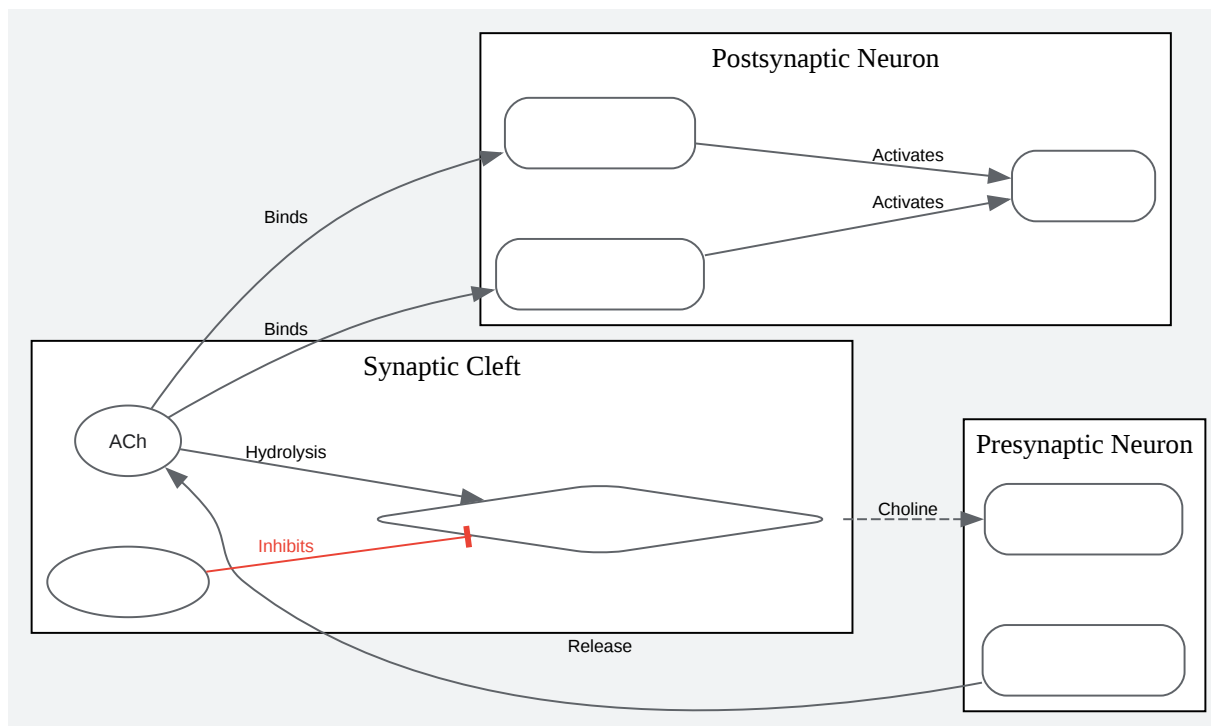 Postsynaptic Neuron
Activates
Activates
Binds
Binds
Synaptic Cleft
ACh
Hydrolysis
Inhibits
Presynaptic Neuron
Choline
Release